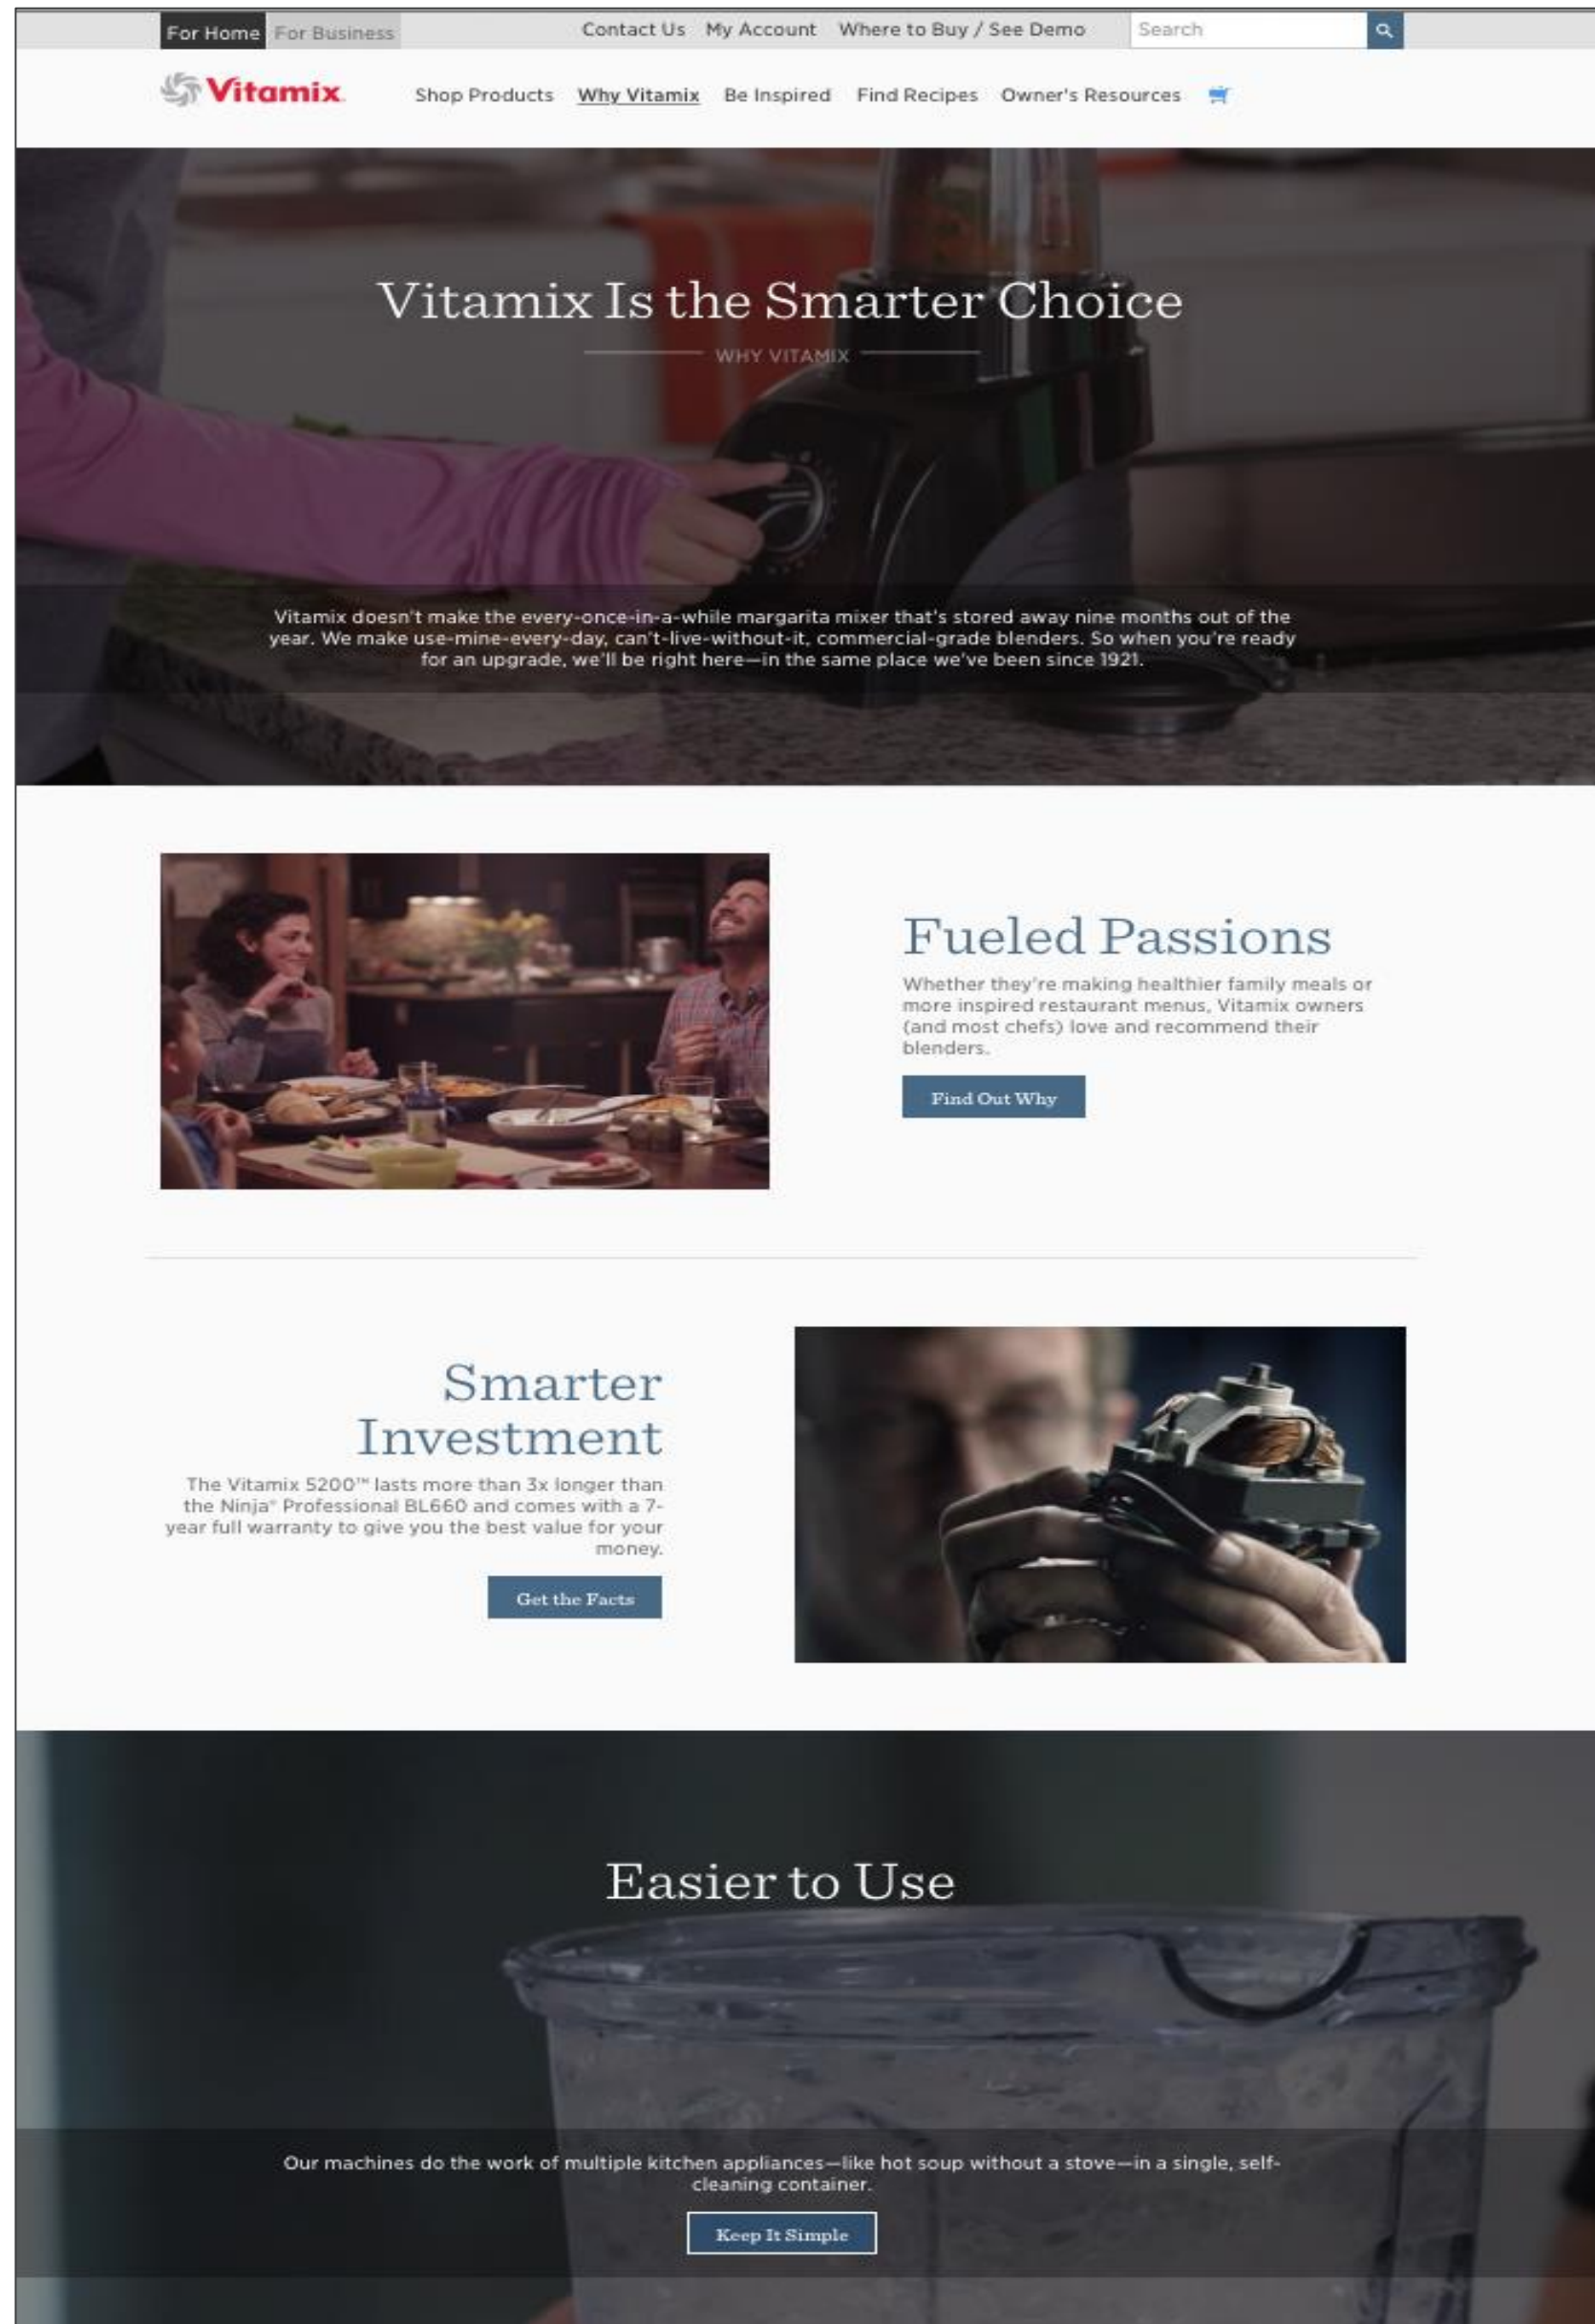 For Home For Business Contact Us My Account Where to Buy / See Demo Search
Vitamix Shop Products Why Vitamix Be Inspired Find Recipes Owner's Resources
Vitamix Is the Smarter Choice
WHY VITAMIX
Vitamix doesn't make the every-once-in-a-while margarita mixer that's stored away nine months out of the
year. We make use-mine-every-day, can't-live-without-it, commercial-grade blenders. So when you're ready
for an upgrade, we'll be right here—in the same place we've been since 1921.
Fueled Passions
Whether they're making healthier family meals or
more inspired restaurant menus, Vitamix owners
(and most chefs) love and recommend their
blenders.
Find Out Why
Smarter
Investment
The Vitamix 5200™ lasts more than 3x longer than
the Ninja® Professional BL660 and comes with a 7-
year full warranty to give you the best value for your
money.
Get the Facts
Easier to Use
Our machines do the work of multiple kitchen appliances—like hot soup without a stove—in a single, self-
cleaning container.
Keep It Simple